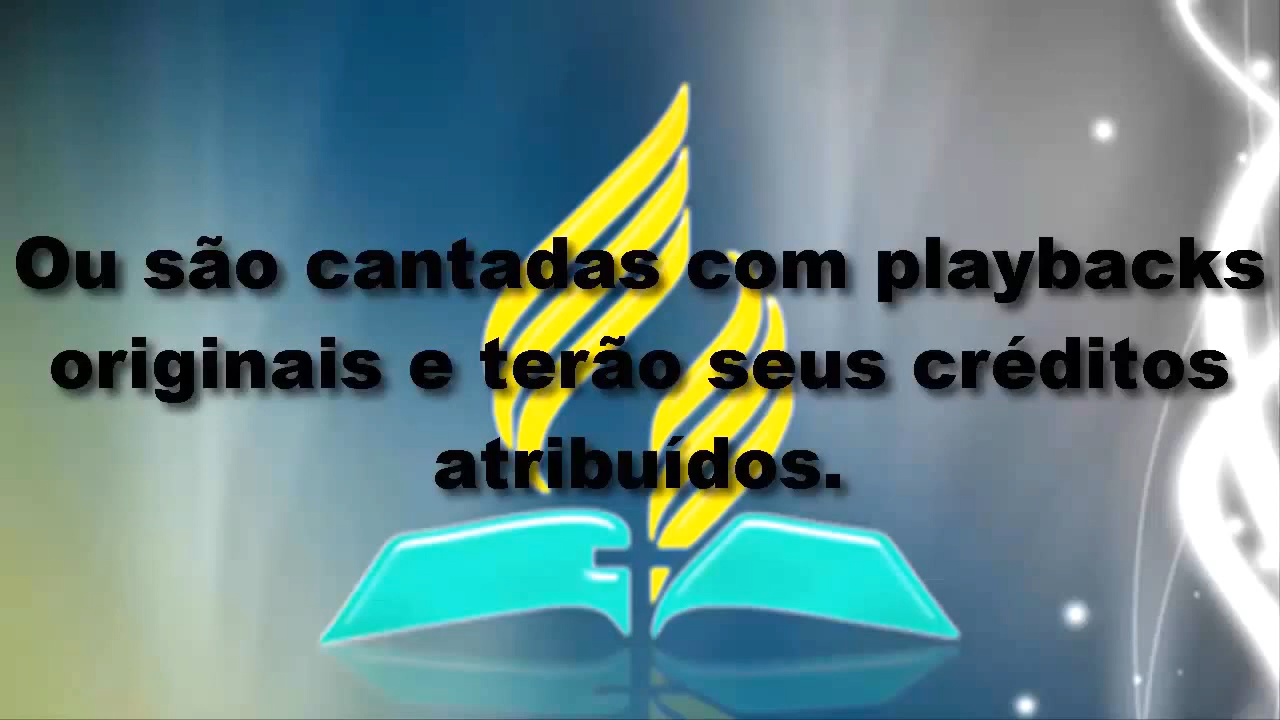 Ou são cantadas com playbacks
originais e terão seus créditos
atribuídos.